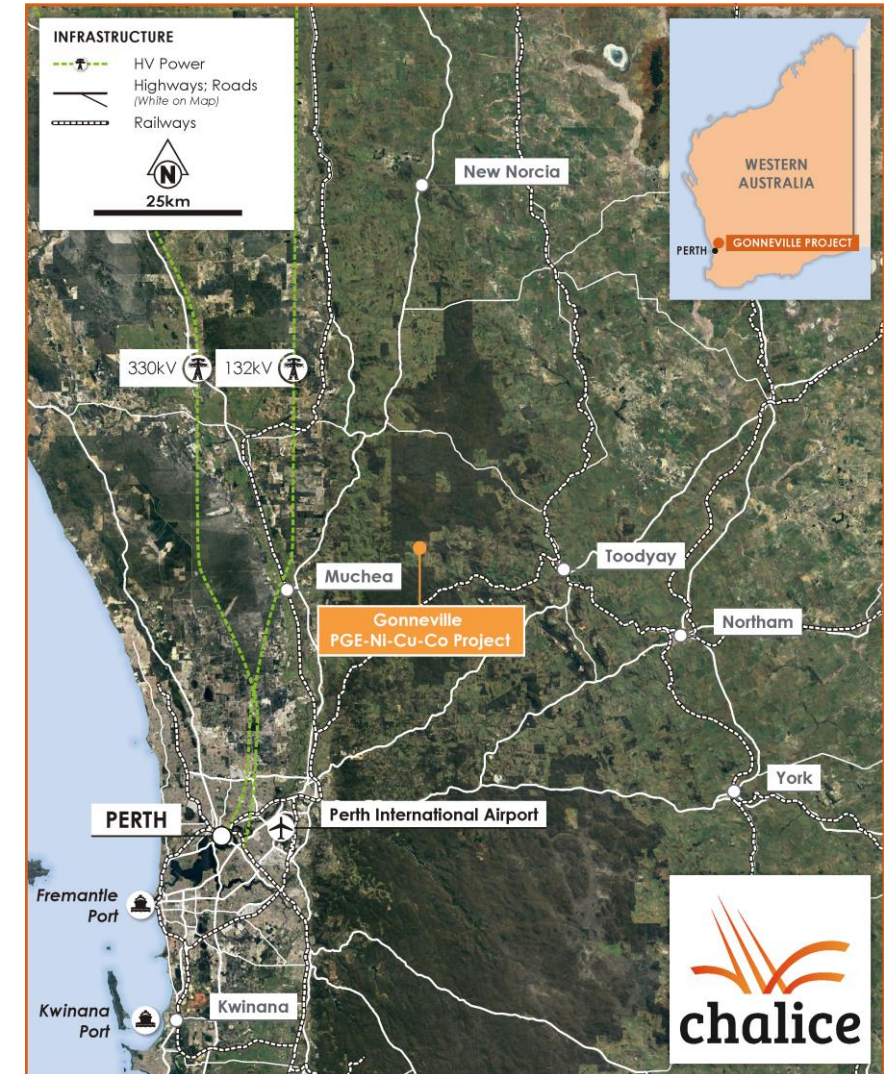 INFRASTRUCTURE
HV Power
Highways; Roads
(White on Map)
Railways
N
25km
WESTERN
AUSTRALIA
PERTH
GONNEVILLE PROJECT
New Norcia
330kV
132kV
Muchea
Toodyay
Gonneville
PGE-Ni-Cu-Co Project
Northam
York
PERTH
Perth International Airport
Fremantle
Port
Kwinana
Port
Kwinana
chalice